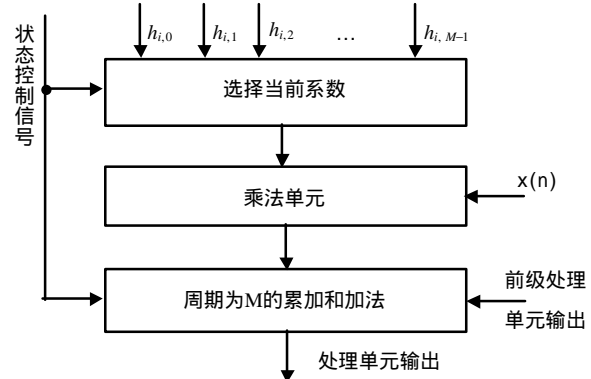 状态控制信号
h_{i,0} h_{i,1} h_{i,2} … h_{i, M-1}
选择当前系数
乘法单元
x(n)
周期为M的累加和加法
前级处理
单元输出
处理单元输出